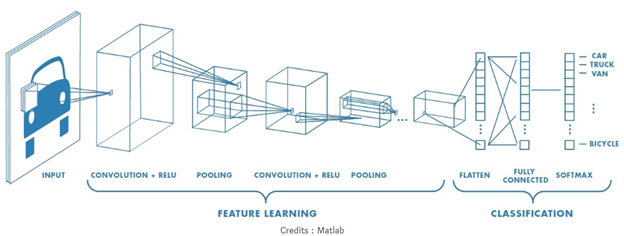 CAR
TRUCK
VAN
BICYCLE
INPUT
CONVOLUTION + RELU
POOLING
CONVOLUTION + RELU
POOLING
FLATTEN
FULLY
CONNECTED
SOFTMAX
FEATURE LEARNING
CLASSIFICATION
Credits : Matlab